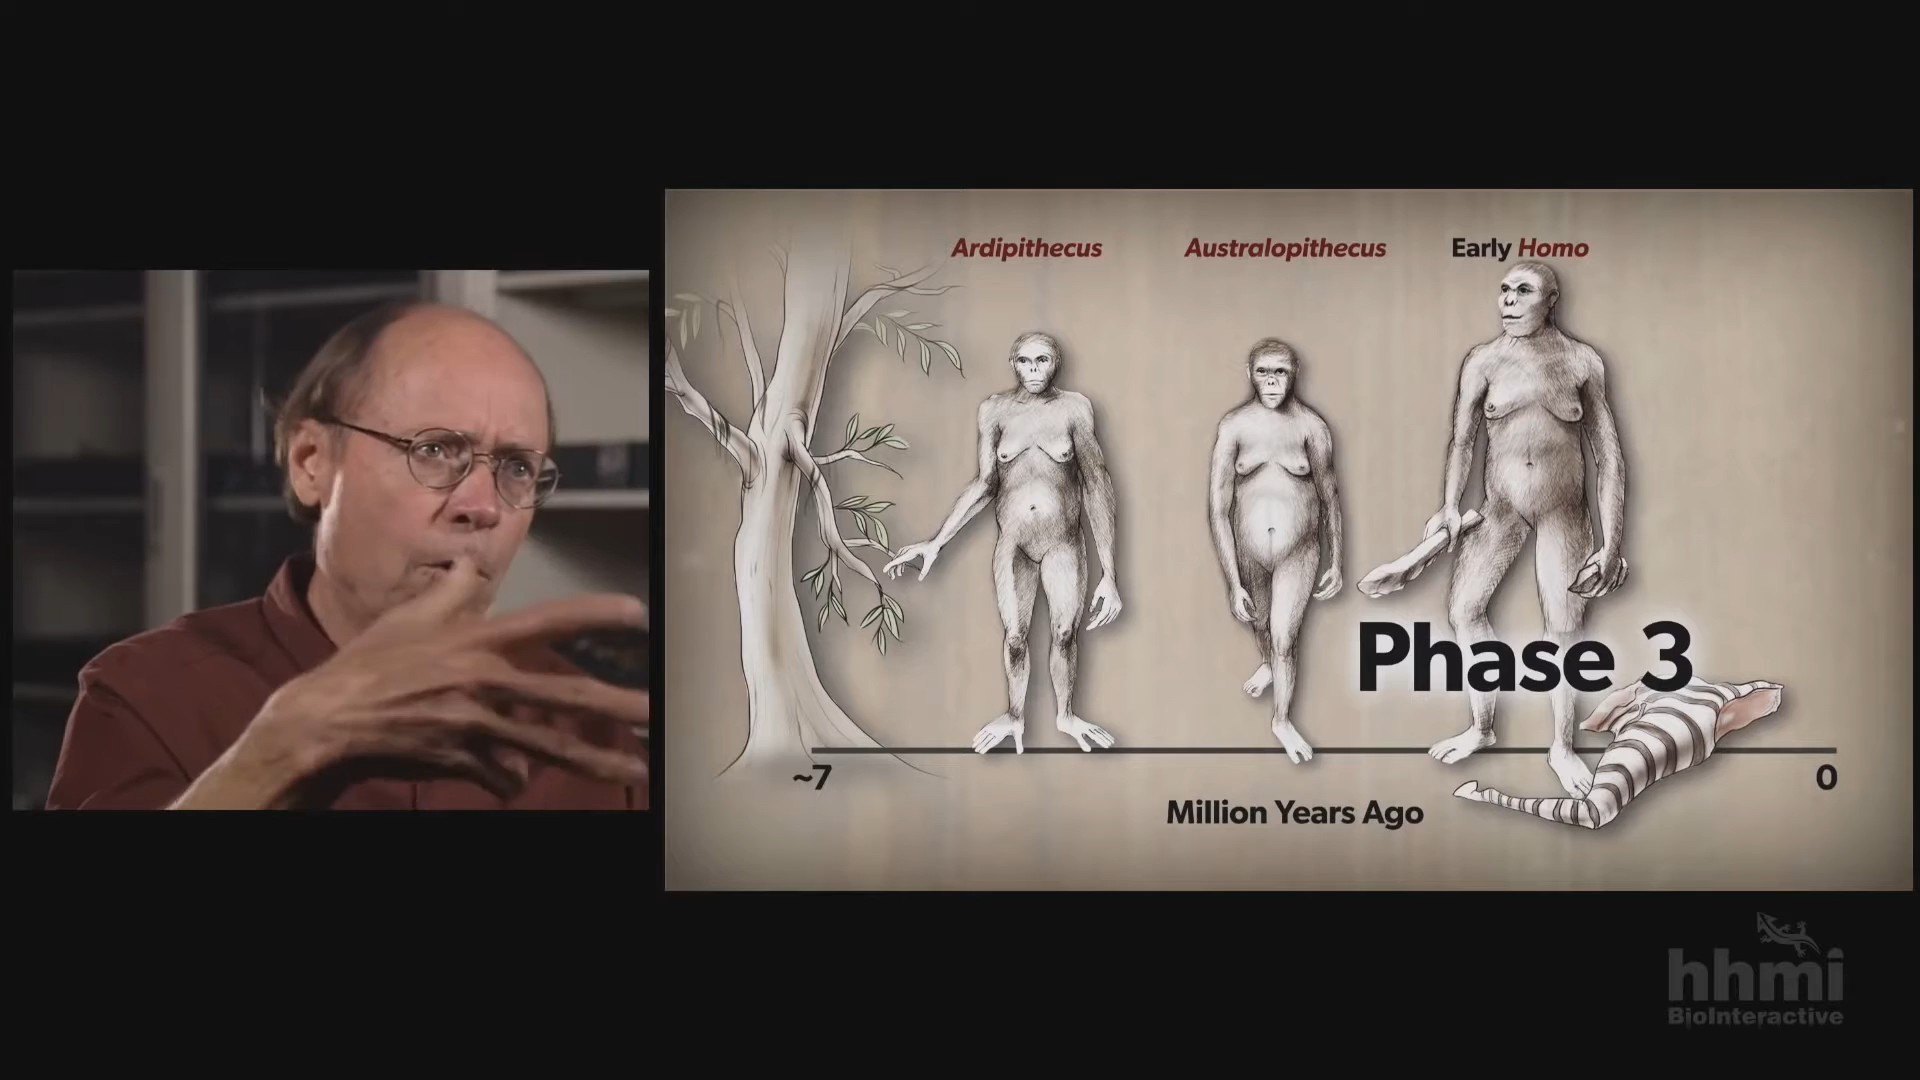 Ardipithecus
Australopithecus
Early Homo
Phase 3
~7
0
Million Years Ago
hhmi
BioInteractive